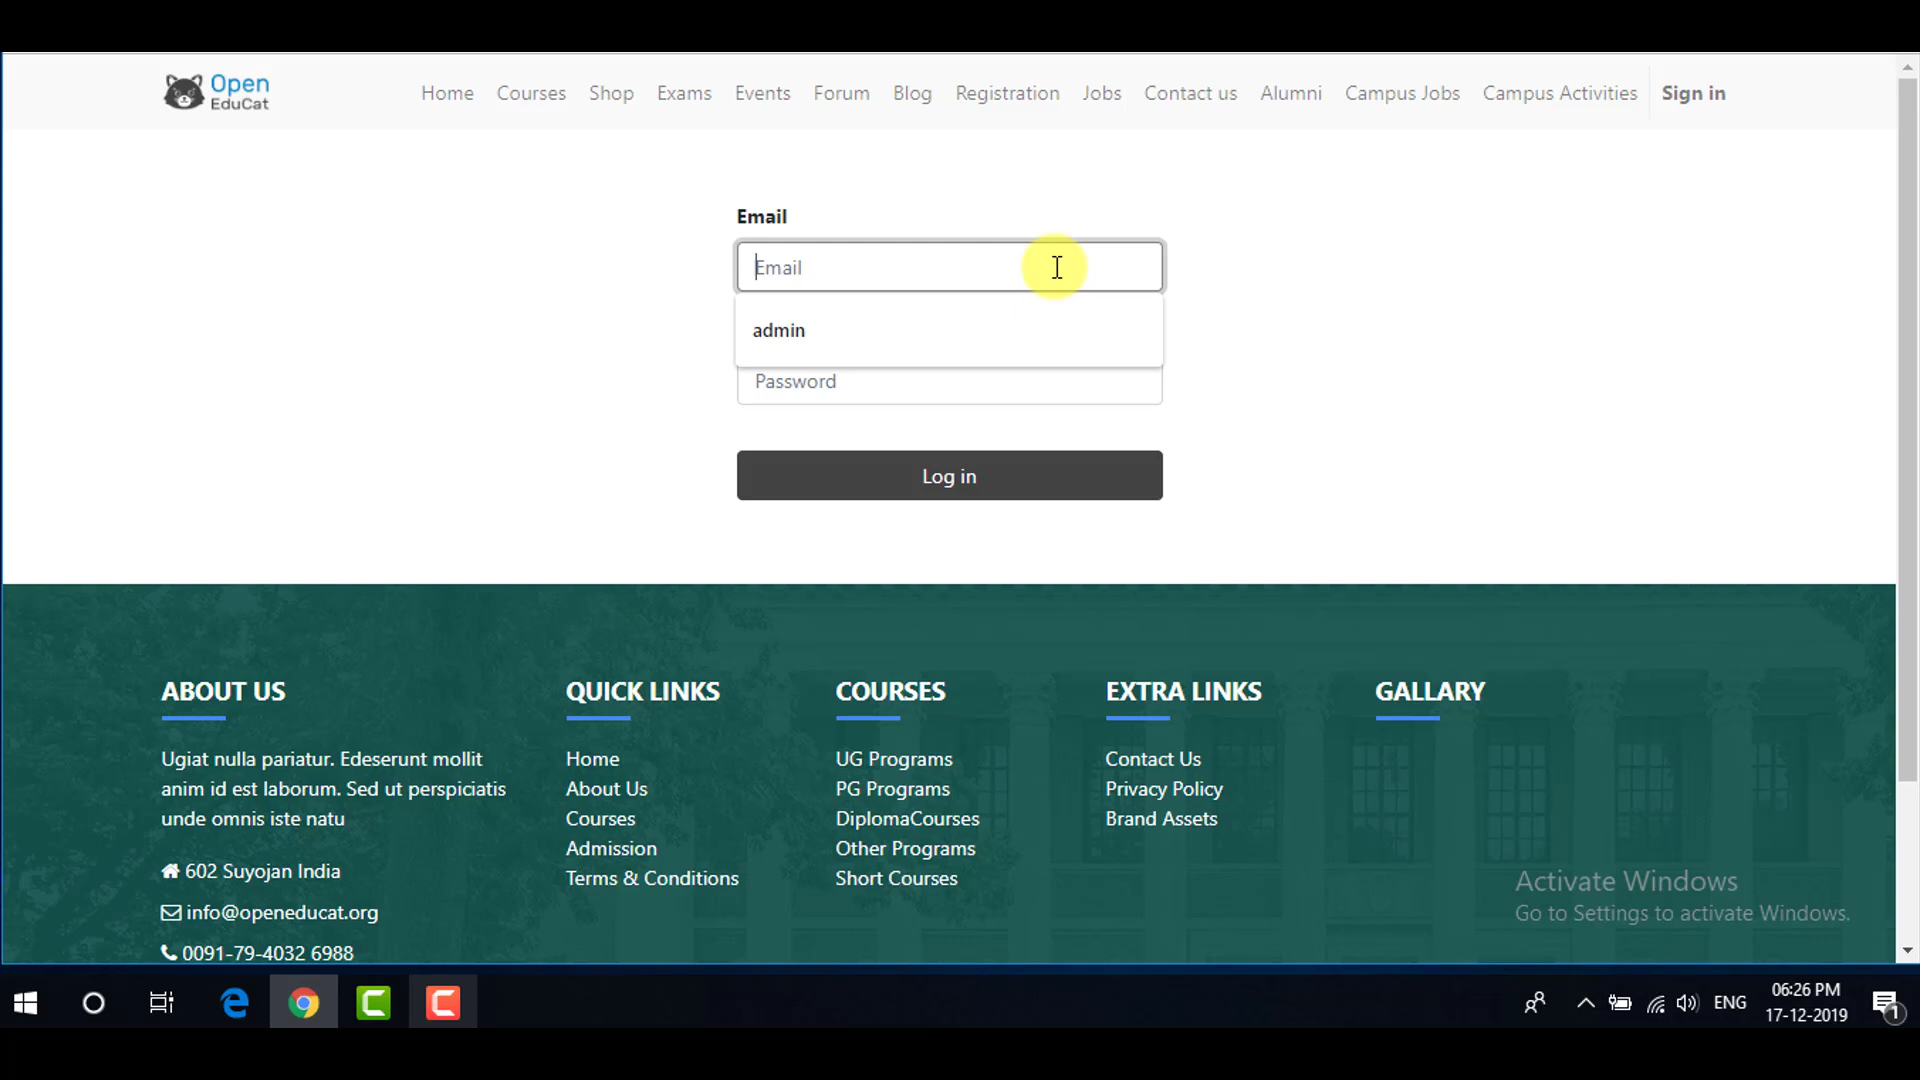 Open
EduCat
Home Courses Shop Exams Events Forum Blog Registration Jobs Contact us Alumni Campus Jobs Campus Activities Sign in
Email
Email
admin
Password
Log in
ABOUT US
Ugiat nulla pariatur. Edeserunt mollit
anim id est laborum. Sed ut perspiciatis
unde omnis iste natu
602 Suyojan India
info@openeducat.org
0091-79-4032 6988
QUICK LINKS
Home
About Us
Courses
Admission
Terms & Conditions
COURSES
UG Programs
PG Programs
DiplomaCourses
Other Programs
Short Courses
EXTRA LINKS
Contact Us
Privacy Policy
Brand Assets
GALLARY
Activate Windows
Go to Settings to activate Windows.
ENG
06:26 PM
17-12-2019
1